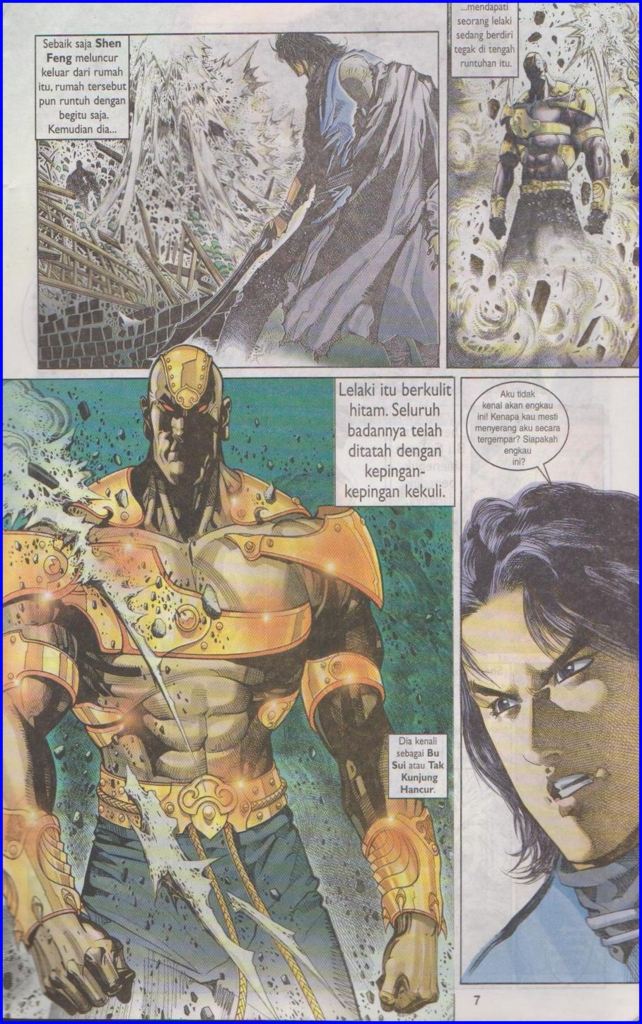 Sebaik saja Shen
Feng meluncur
keluar dari rumah
itu, rumah tersebut
pun runtuh dengan
begitu saja.
Kemudian dia...
...mendapati
seorang lelaki
sedang berdiri
tegak di tengah
runtuhan itu.
Lelaki itu berkulit
hitam. Seluruh
badannya telah
ditatah dengan
kepingan-
kepingan kekuli.
Dia kenali
sebagai Bu
Sui atau Tak
Kunjung
Hancur.
Aku tidak
kenal akan engkau
ini! Kenapa kau mesti
menyerang aku secara
tergempar? Siapakah
engkau
ini?
7